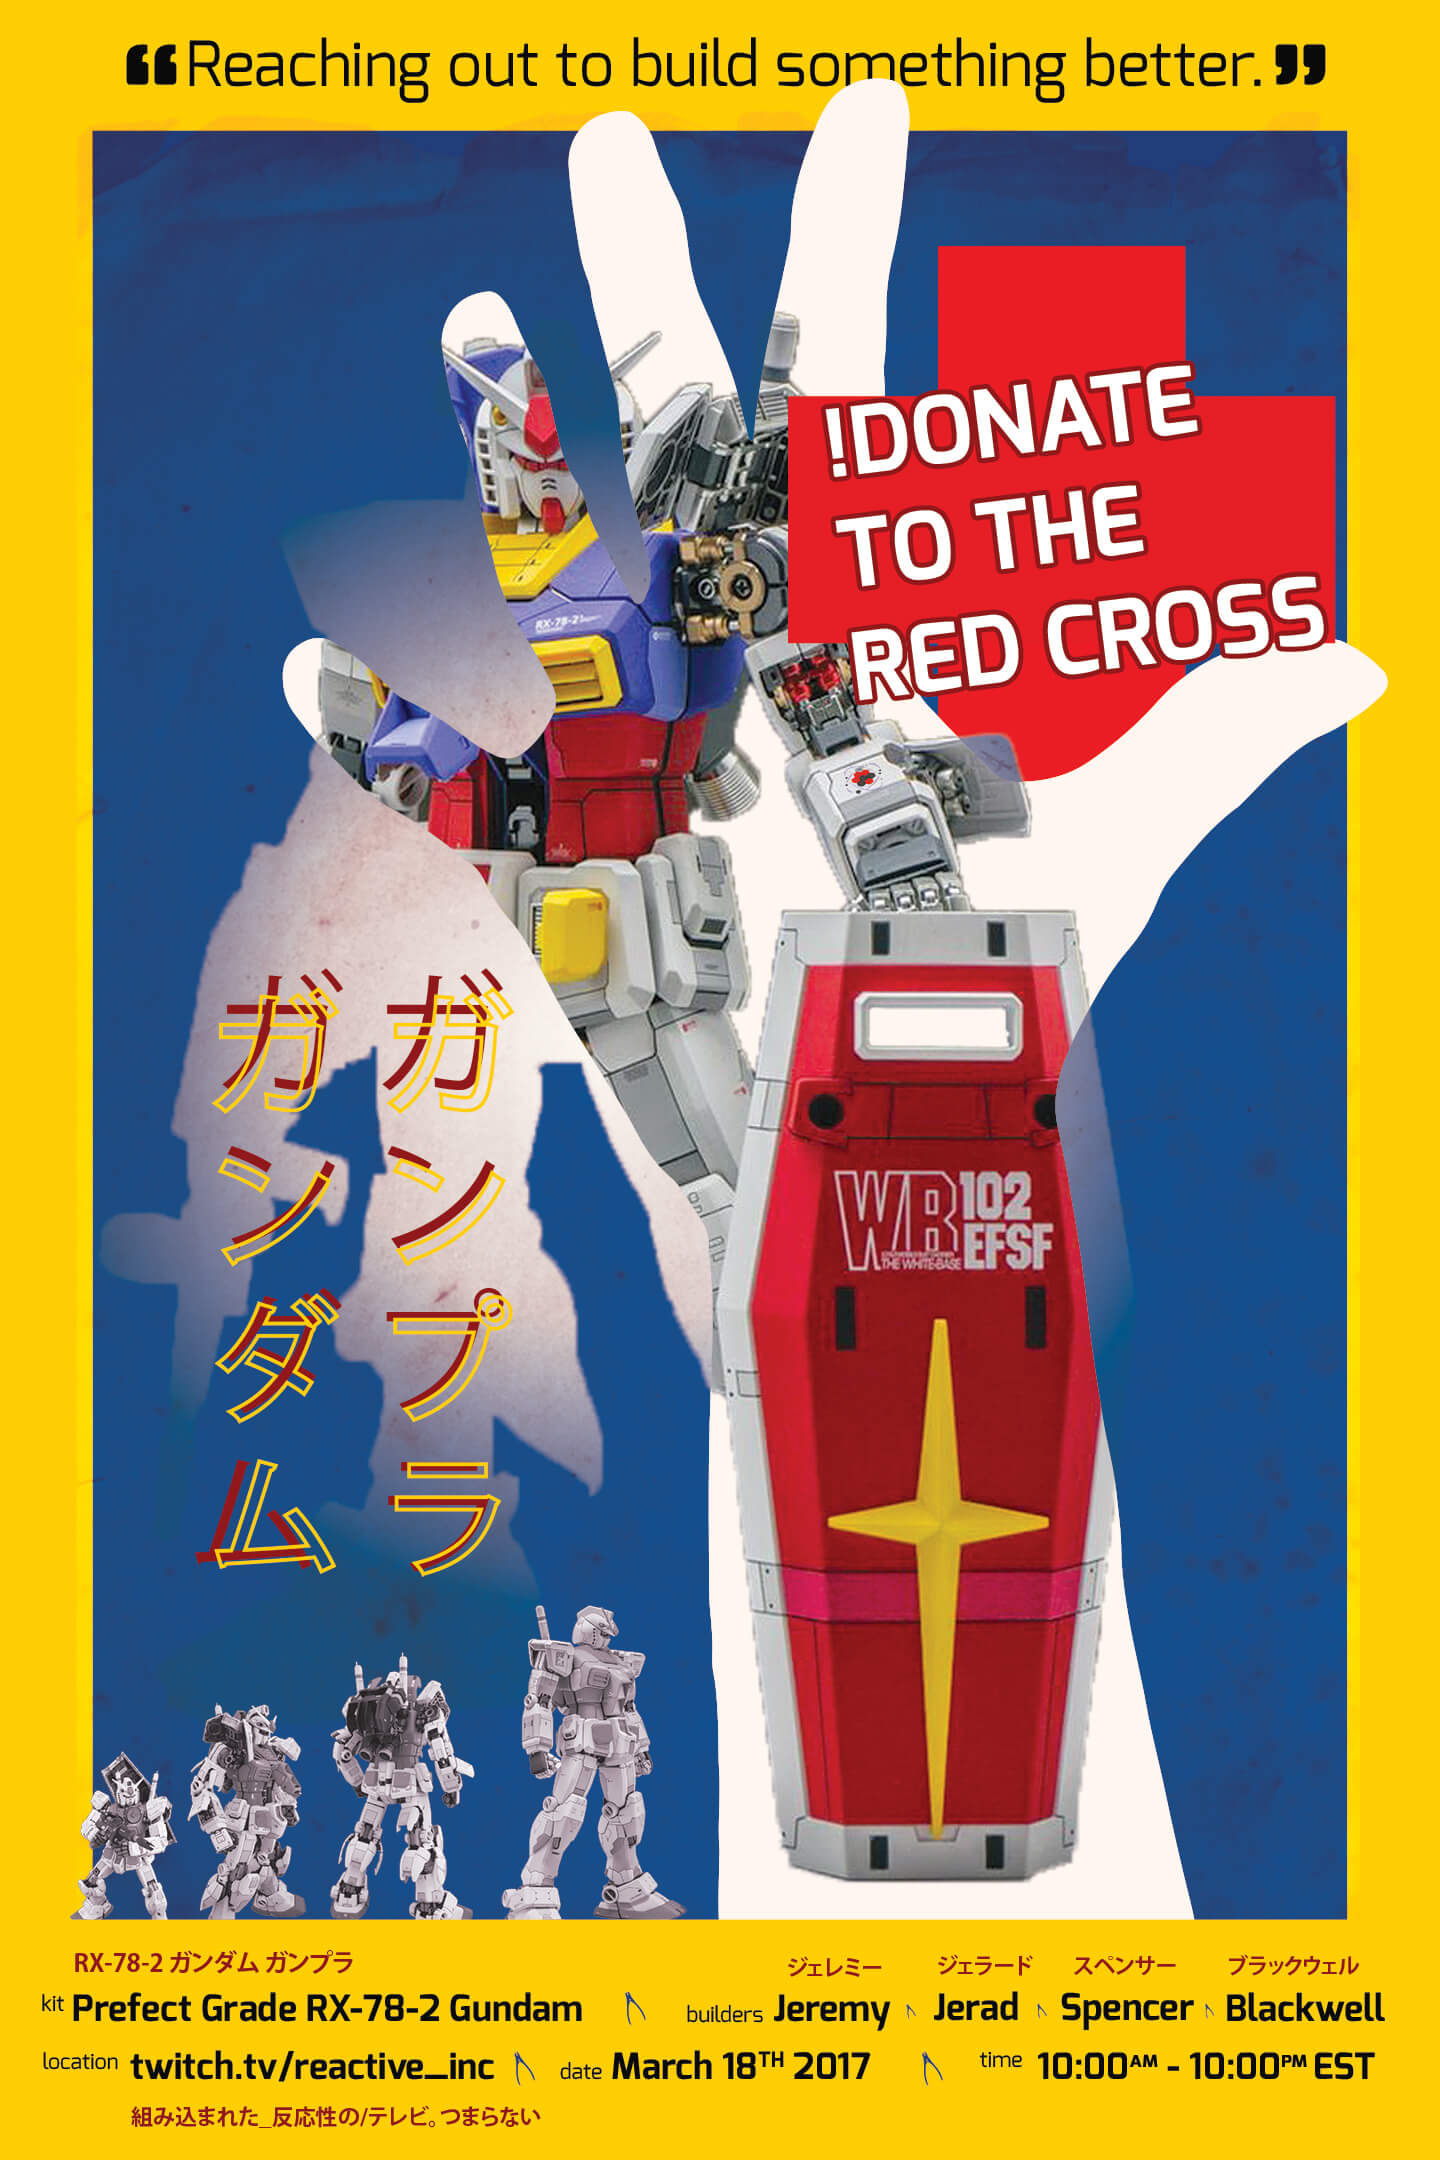 “Reaching out to build something better.”
!DONATE
TO THE
RED CROSS
RX-78-2
WB 102
EFSF
THE WHITE-BASE
ガンプラ
ガンダム
RX-78-2 ガンダム ガンプラ
ジェレミー ジェラード スペンサー ブラックウェル
kit Prefect Grade RX-78-2 Gundam builders Jeremy Jerad Spencer Blackwell
location twitch.tv/reactive_inc date March 18TH 2017 time 10:00AM - 10:00PM EST
組み込まれた_反応性の/テレビ。つまらない